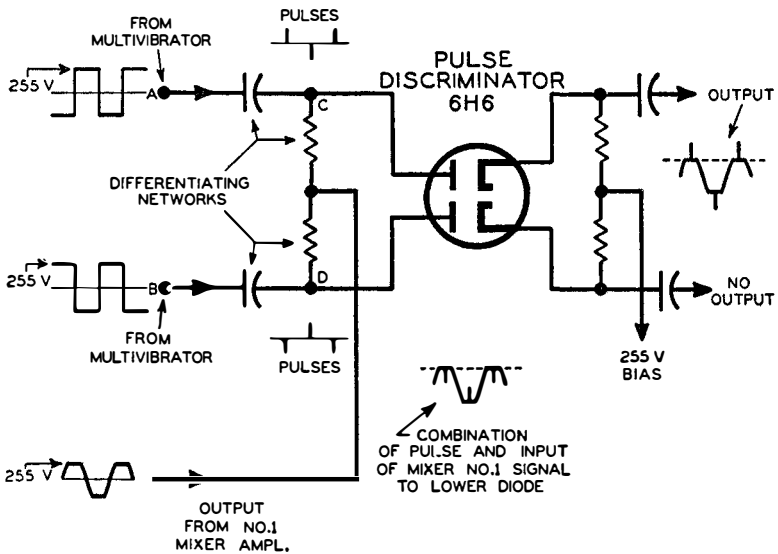 FROM
MULTIVIBRATOR
PULSES
255 V
A
C
PULSE
DISCRIMINATOR
6H6
OUTPUT
DIFFERENTIATING
NETWORKS
255 V
B
D
FROM
MULTIVIBRATOR
PULSES
NO
OUTPUT
255 V
BIAS
COMBINATION
OF PULSE AND INPUT
OF MIXER NO.1 SIGNAL
TO LOWER DIODE
255 V
OUTPUT
FROM NO.1
MIXER AMPL.